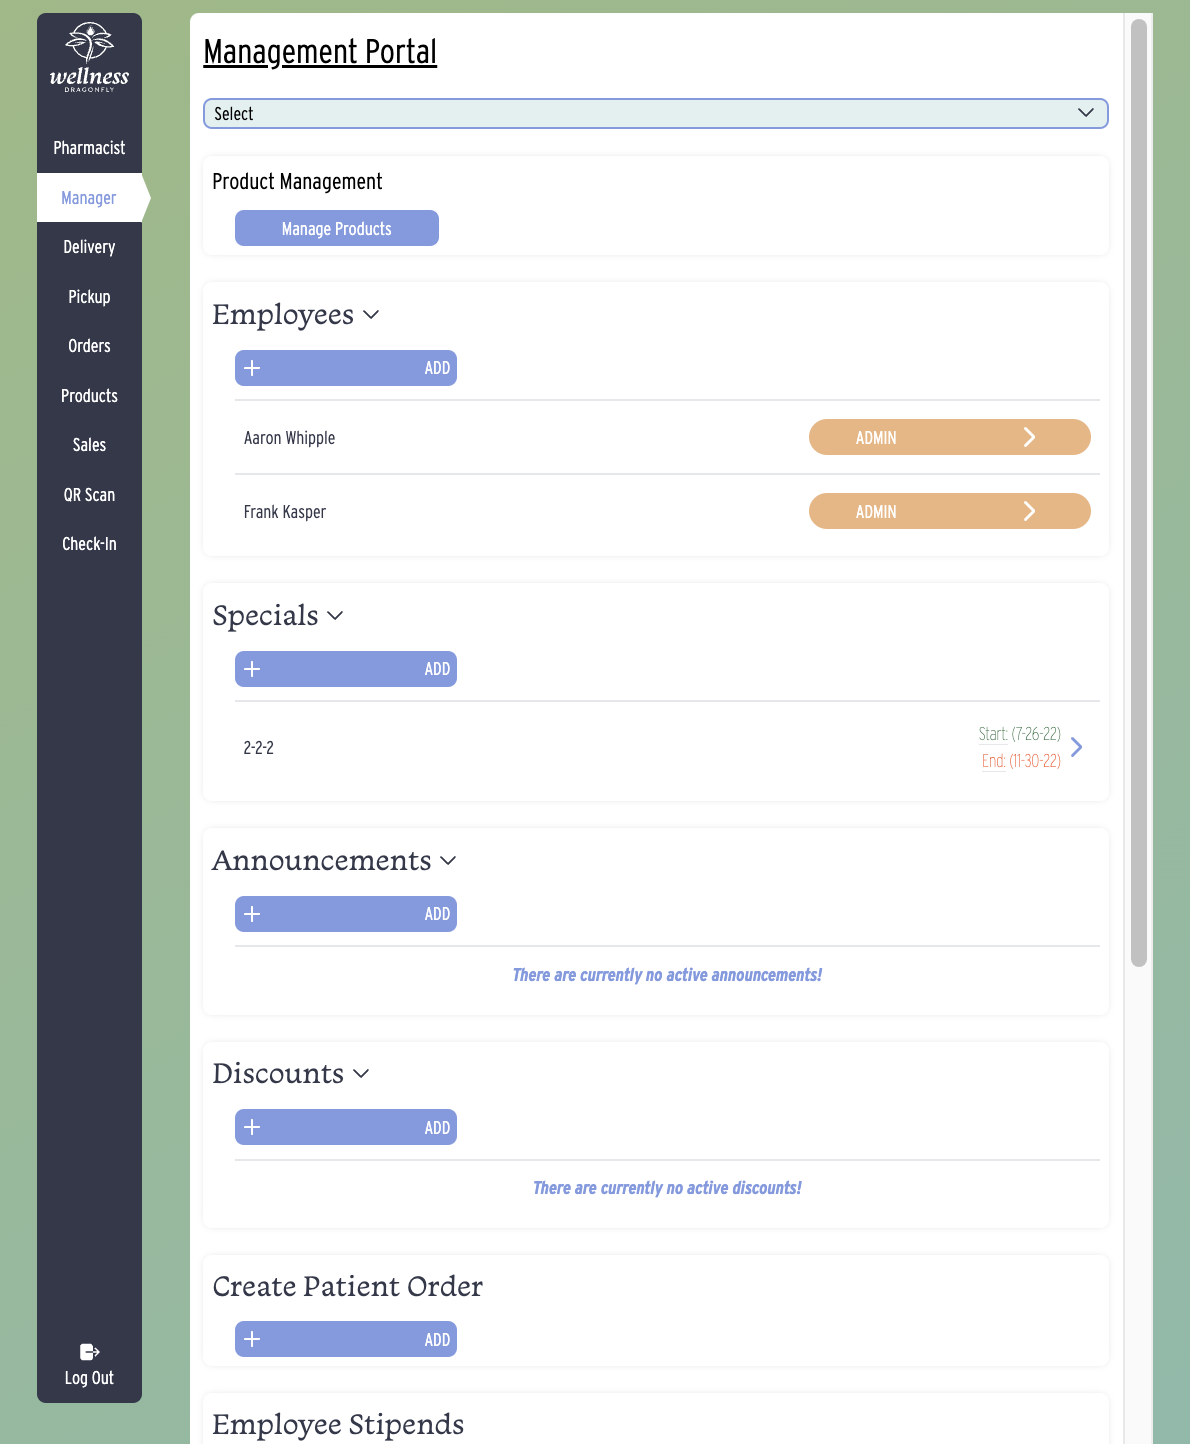 wellness
DRAGONFLY
Pharmacist
Manager
Delivery
Pickup
Orders
Products
Sales
QR Scan
Check-In
Log Out
Management Portal
Select
Product Management
Manage Products
Employees
ADD
Aaron Whipple
ADMIN
Frank Kasper
ADMIN
Specials
ADD
2-2-2
Start: (7-26-22)
End: (11-30-22)
Announcements
ADD
There are currently no active announcements!
Discounts
ADD
There are currently no active discounts!
Create Patient Order
ADD
Employee Stipends